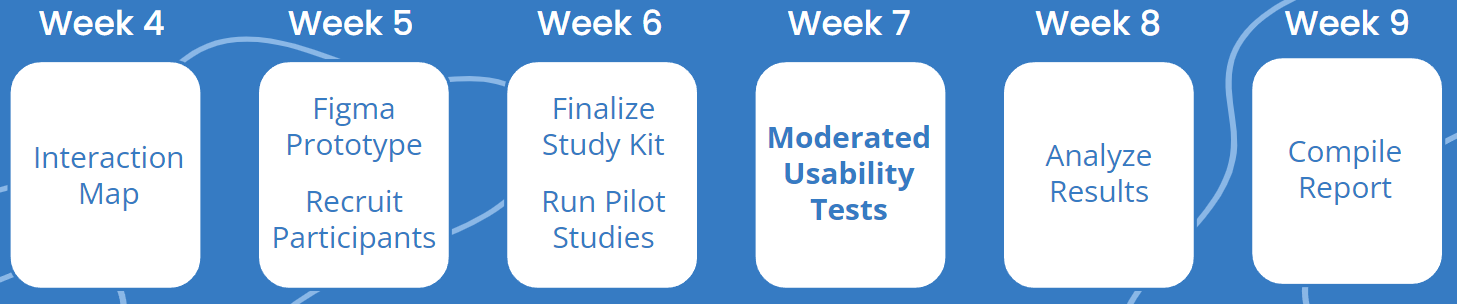 Week 4
Interaction
Map
Week 5
Figma
Prototype
Recruit
Participants
Week 6
Finalize
Study Kit
Run Pilot
Studies
Week 7
Moderated
Usability
Tests
Week 8
Analyze
Results
Week 9
Compile
Report